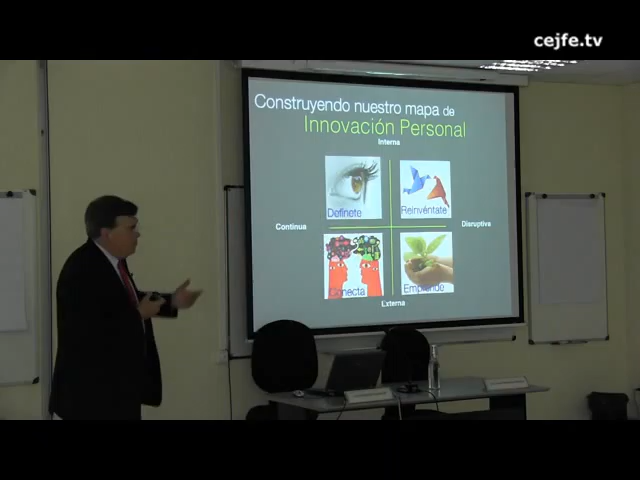 cejfe.tv
Construyendo nuestro mapa de
Innovación Personal
Interna
Defínete
Reinvéntate
Continua
Disruptiva
Conecta
Emprende
Externa